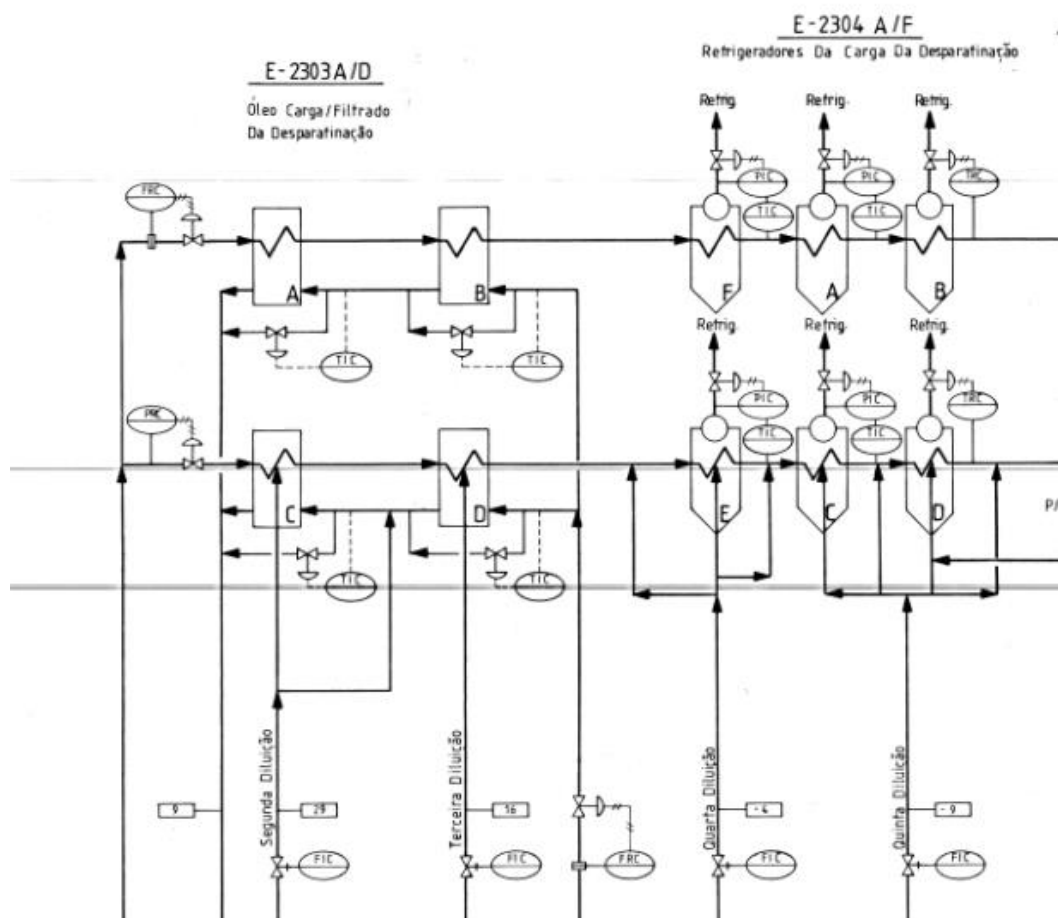 E-2304 A/F
Refrigeradores Da Carga Da Desparafinação
E-2303A/D
Óleo Carga/Filtrado
Da Desparafinação
Refrig.
Refrig.
Refrig.
FRC
PIC
PIC
TRC
TIC
TIC
A
B
F
A
B
TIC
TIC
Refrig.
Refrig.
Refrig.
PIC
PIC
TRC
TIC
TIC
C
D
E
C
D
P/
TIC
TIC
Segunda Diluição
Terceira Diluição
Quarta Diluição
Quinta Diluição
9
29
16
-4
-9
FIC
FIC
FRC
FIC
FIC